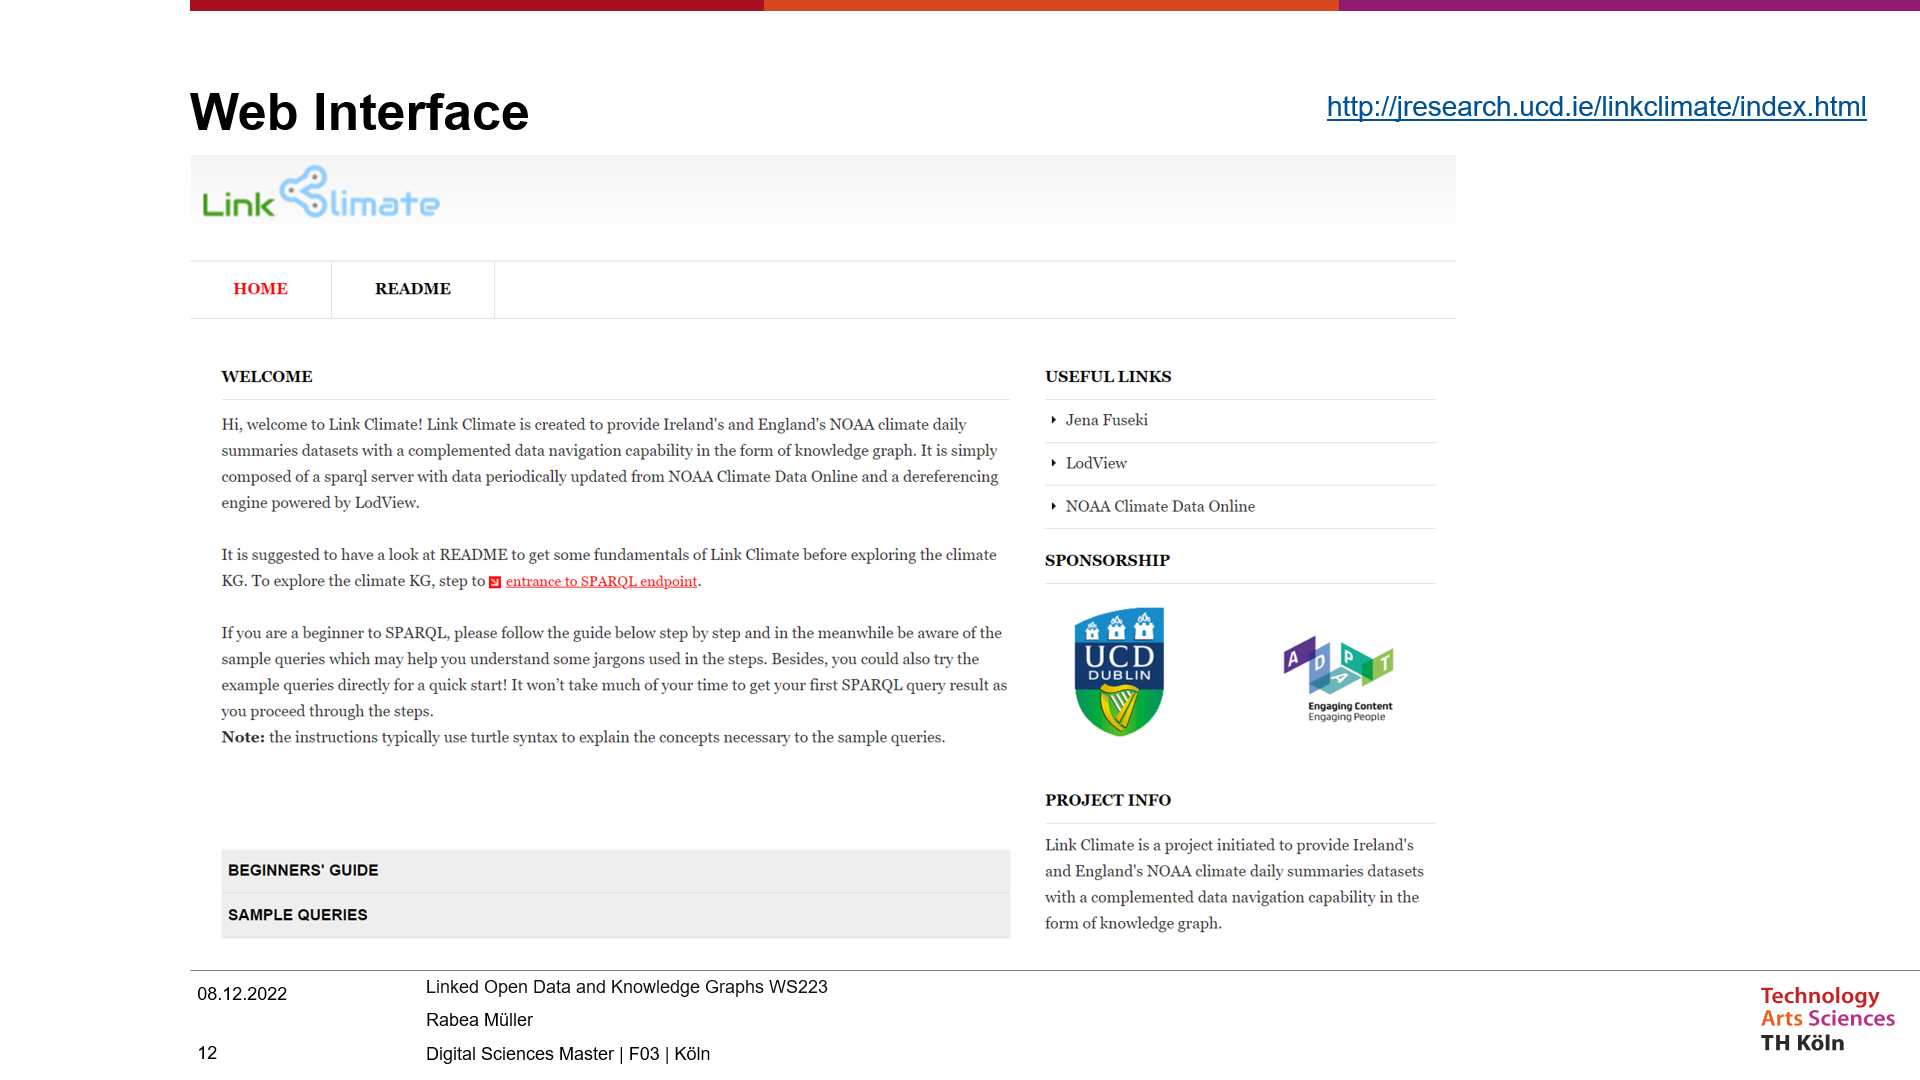 Web Interface
http://jresearch.ucd.ie/linkclimate/index.html
Link Climate
HOME
README
WELCOME
Hi, welcome to Link Climate! Link Climate is created to provide Ireland's and England's NOAA climate daily
summaries datasets with a complemented data navigation capability in the form of knowledge graph. It is simply
composed of a sparql server with data periodically updated from NOAA Climate Data Online and a dereferencing
engine powered by LodView.
It is suggested to have a look at README to get some fundamentals of Link Climate before exploring the climate
KG. To explore the climate KG, step to entrance to SPARQL endpoint.
If you are a beginner to SPARQL, please follow the guide below step by step and in the meanwhile be aware of the
sample queries which may help you understand some jargons used in the steps. Besides, you could also try the
example queries directly for a quick start! It won’t take much of your time to get your first SPARQL query result as
you proceed through the steps.
Note: the instructions typically use turtle syntax to explain the concepts necessary to the sample queries.
BEGINNERS' GUIDE
SAMPLE QUERIES
USEFUL LINKS
Jena Fuseki
LodView
NOAA Climate Data Online
SPONSORSHIP
UCD
DUBLIN
ADAPT
Engaging Content
Engaging People
PROJECT INFO
Link Climate is a project initiated to provide Ireland's
and England's NOAA climate daily summaries datasets
with a complemented data navigation capability in the
form of knowledge graph.
08.12.2022
Linked Open Data and Knowledge Graphs WS223
Rabea Müller
12
Digital Sciences Master | F03 | Köln
Technology
Arts Sciences
TH Köln